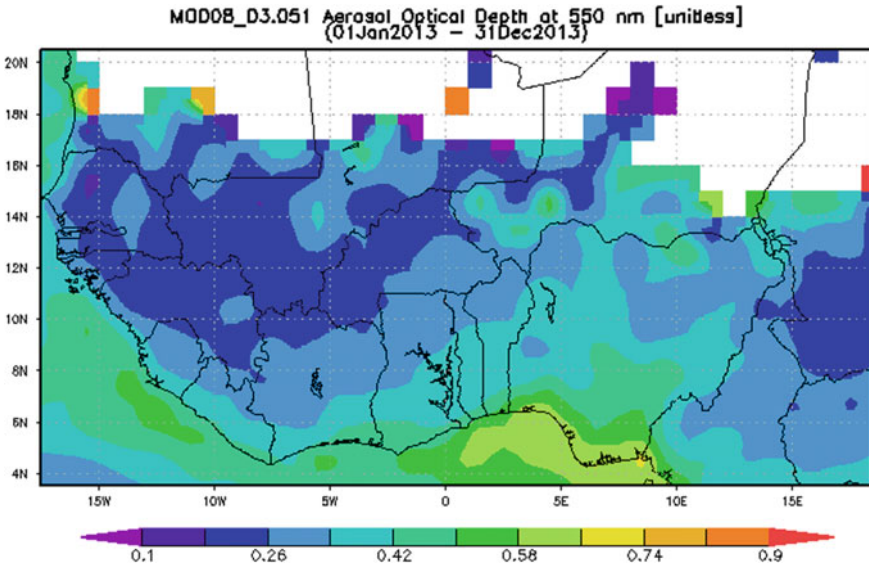 MOD08_D3.051 Aerosol Optical Depth at 550 nm [unitless]
(01Jan2013 – 31Dec2013)
20N
18N
16N
14N
12N
10N
8N
6N
4N
15W 10W 5W 0 5E 10E 15E
0.1 0.26 0.42 0.58 0.74 0.9